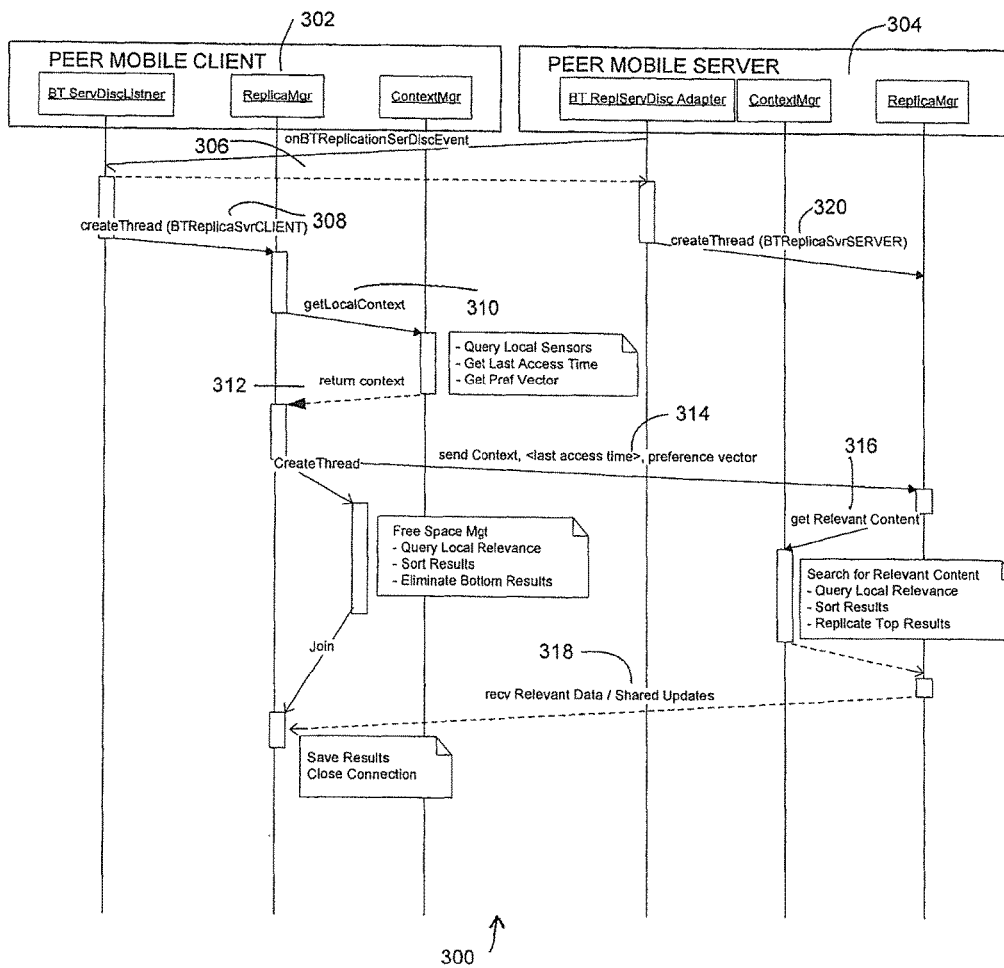 302
304
PEER MOBILE CLIENT
PEER MOBILE SERVER
BT ServDiscListner
ReplicaMgr
ContextMgr
BT ReplServDisc Adapter
ContextMgr
ReplicaMgr
onBTReplicationSerDiscEvent
306
createThread (BTReplicaSvrCLIENT)
308
320
createThread (BTReplicaSvrSERVER)
getLocalContext
310
- Query Local Sensors
- Get Last Access Time
- Get Pref Vector
312
return context
314
send Context, <last access time>, preference vector
316
CreateThread
get Relevant Content
Free Space Mgt
- Query Local Relevance
- Sort Results
- Eliminate Bottom Results
Search for Relevant Content
- Query Local Relevance
- Sort Results
- Replicate Top Results
Join
318
recv Relevant Data / Shared Updates
Save Results
Close Connection
300